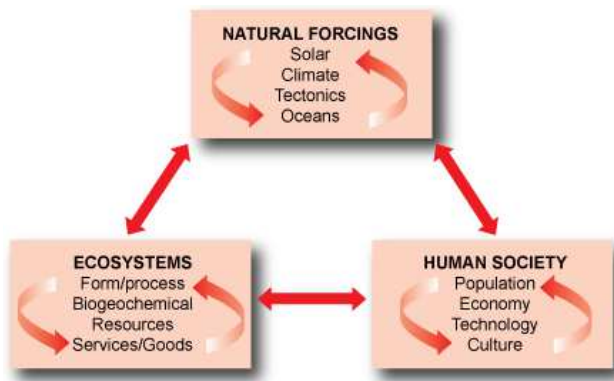 NATURAL FORCINGS
Solar
Climate
Tectonics
Oceans
ECOSYSTEMS
Form/process
Biogeochemical
Resources
Services/Goods
HUMAN SOCIETY
Population
Economy
Technology
Culture